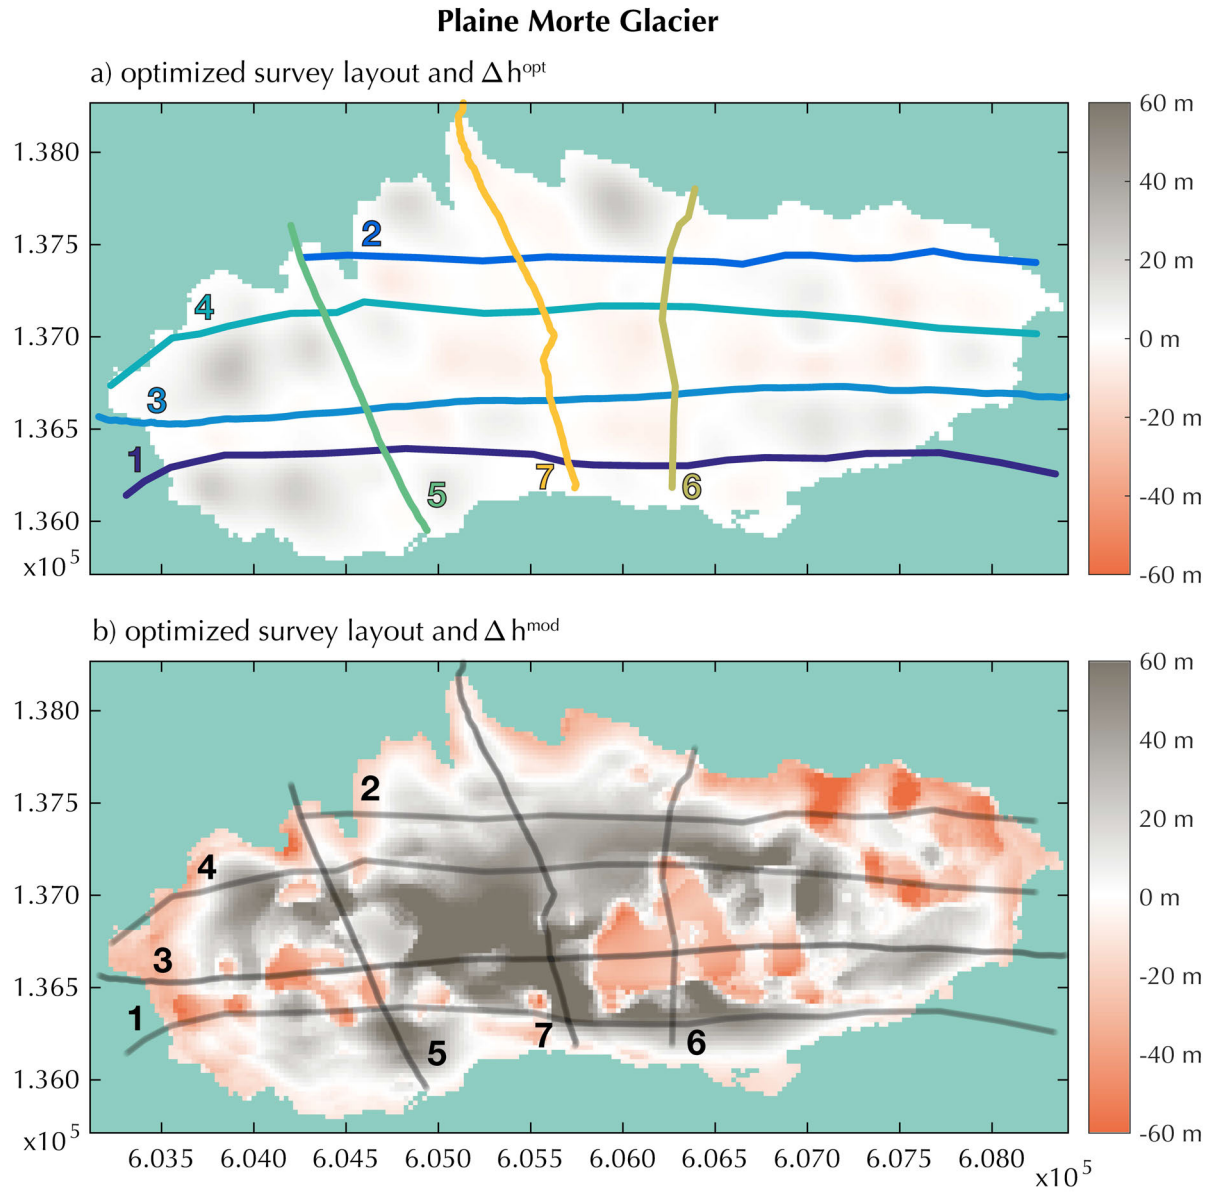 Plaine Morte Glacier
a) optimized survey layout and Δh^opt
60 m
40 m
20 m
0 m
-20 m
-40 m
-60 m
1.380
1.375
1.370
1.365
1.360
x10^5
2
4
3
1
5
7
6
b) optimized survey layout and Δh^mod
60 m
40 m
20 m
0 m
-20 m
-40 m
-60 m
1.380
1.375
1.370
1.365
1.360
x10^5
2
4
3
1
5
7
6
6.035 6.040 6.045 6.050 6.055 6.060 6.065 6.070 6.075 6.080
x10^5